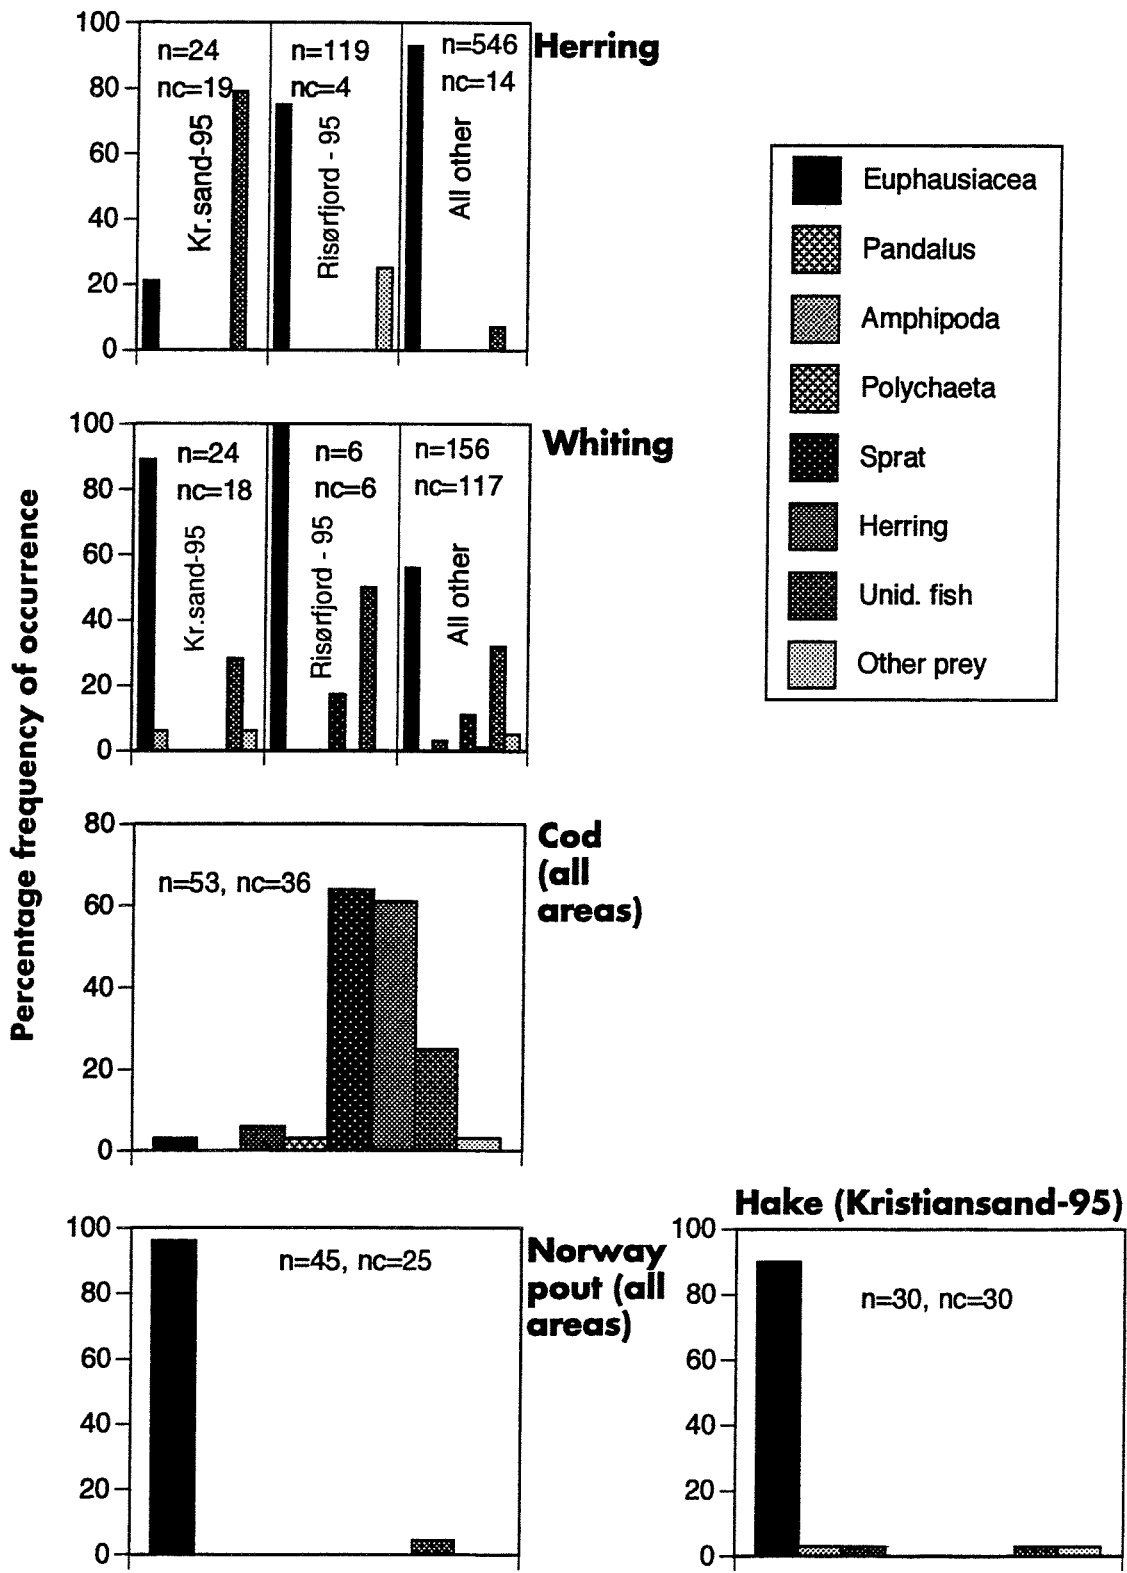 Percentage frequency of occurrence
Herring
100
80
60
40
20
0
n=24
nc=19
Kr.sand-95
n=119
nc=4
Risørfjord - 95
n=546
nc=14
All other
Euphausiacea
Pandalus
Amphipoda
Polychaeta
Sprat
Herring
Unid. fish
Other prey
Whiting
100
80
60
40
20
0
n=24
nc=18
Kr.sand-95
n=6
nc=6
Risørfjord - 95
n=156
nc=117
All other
Cod
(all
areas)
80
60
40
20
0
n=53, nc=36
Norway
pout (all
areas)
100
80
60
40
20
0
n=45, nc=25
Hake (Kristiansand-95)
100
80
60
40
20
0
n=30, nc=30